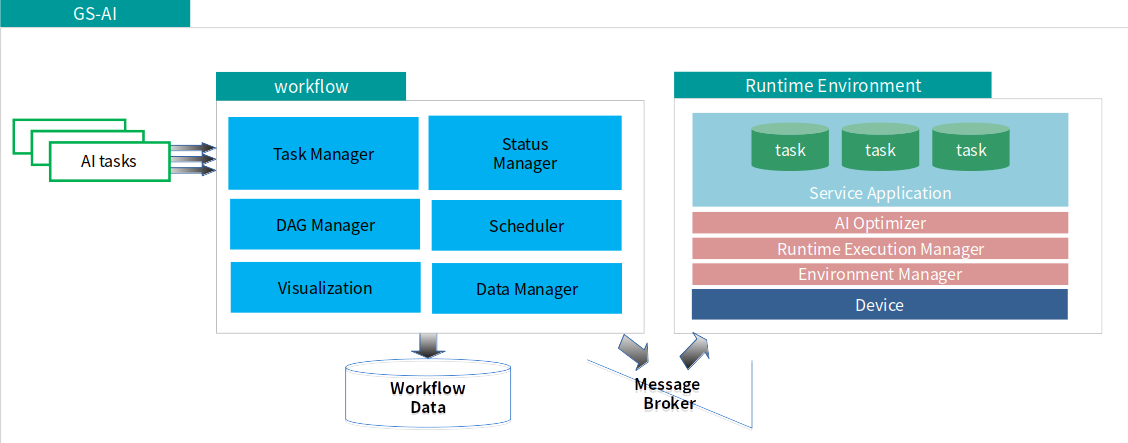 GS-AI
workflow
Runtime Environment
AI tasks
Task Manager
Status
Manager
DAG Manager
Scheduler
Visualization
Data Manager
task
task
task
Service Application
AI Optimizer
Runtime Execution Manager
Environment Manager
Device
Workflow
Data
Message
Broker